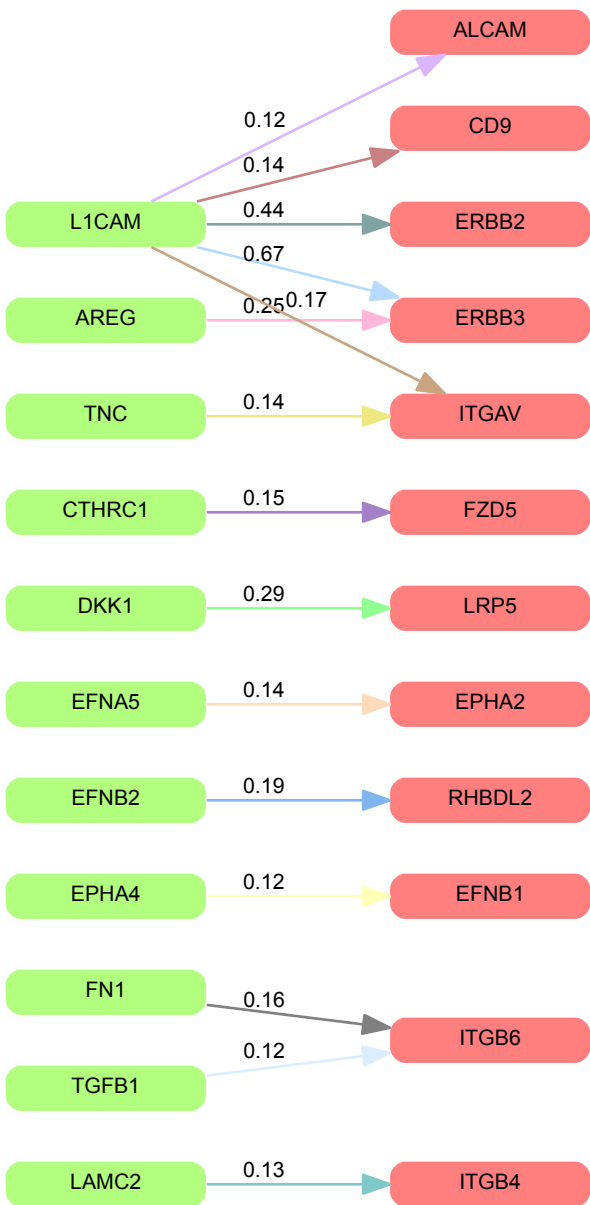 ALCAM
0.12
CD9
0.14
L1CAM
0.44
ERBB2
0.67
AREG
0.25
0.17
ERBB3
TNC
0.14
ITGAV
CTHRC1
0.15
FZD5
DKK1
0.29
LRP5
EFNA5
0.14
EPHA2
EFNB2
0.19
RHBDL2
EPHA4
0.12
EFNB1
FN1
0.16
ITGB6
0.12
TGFB1
LAMC2
0.13
ITGB4